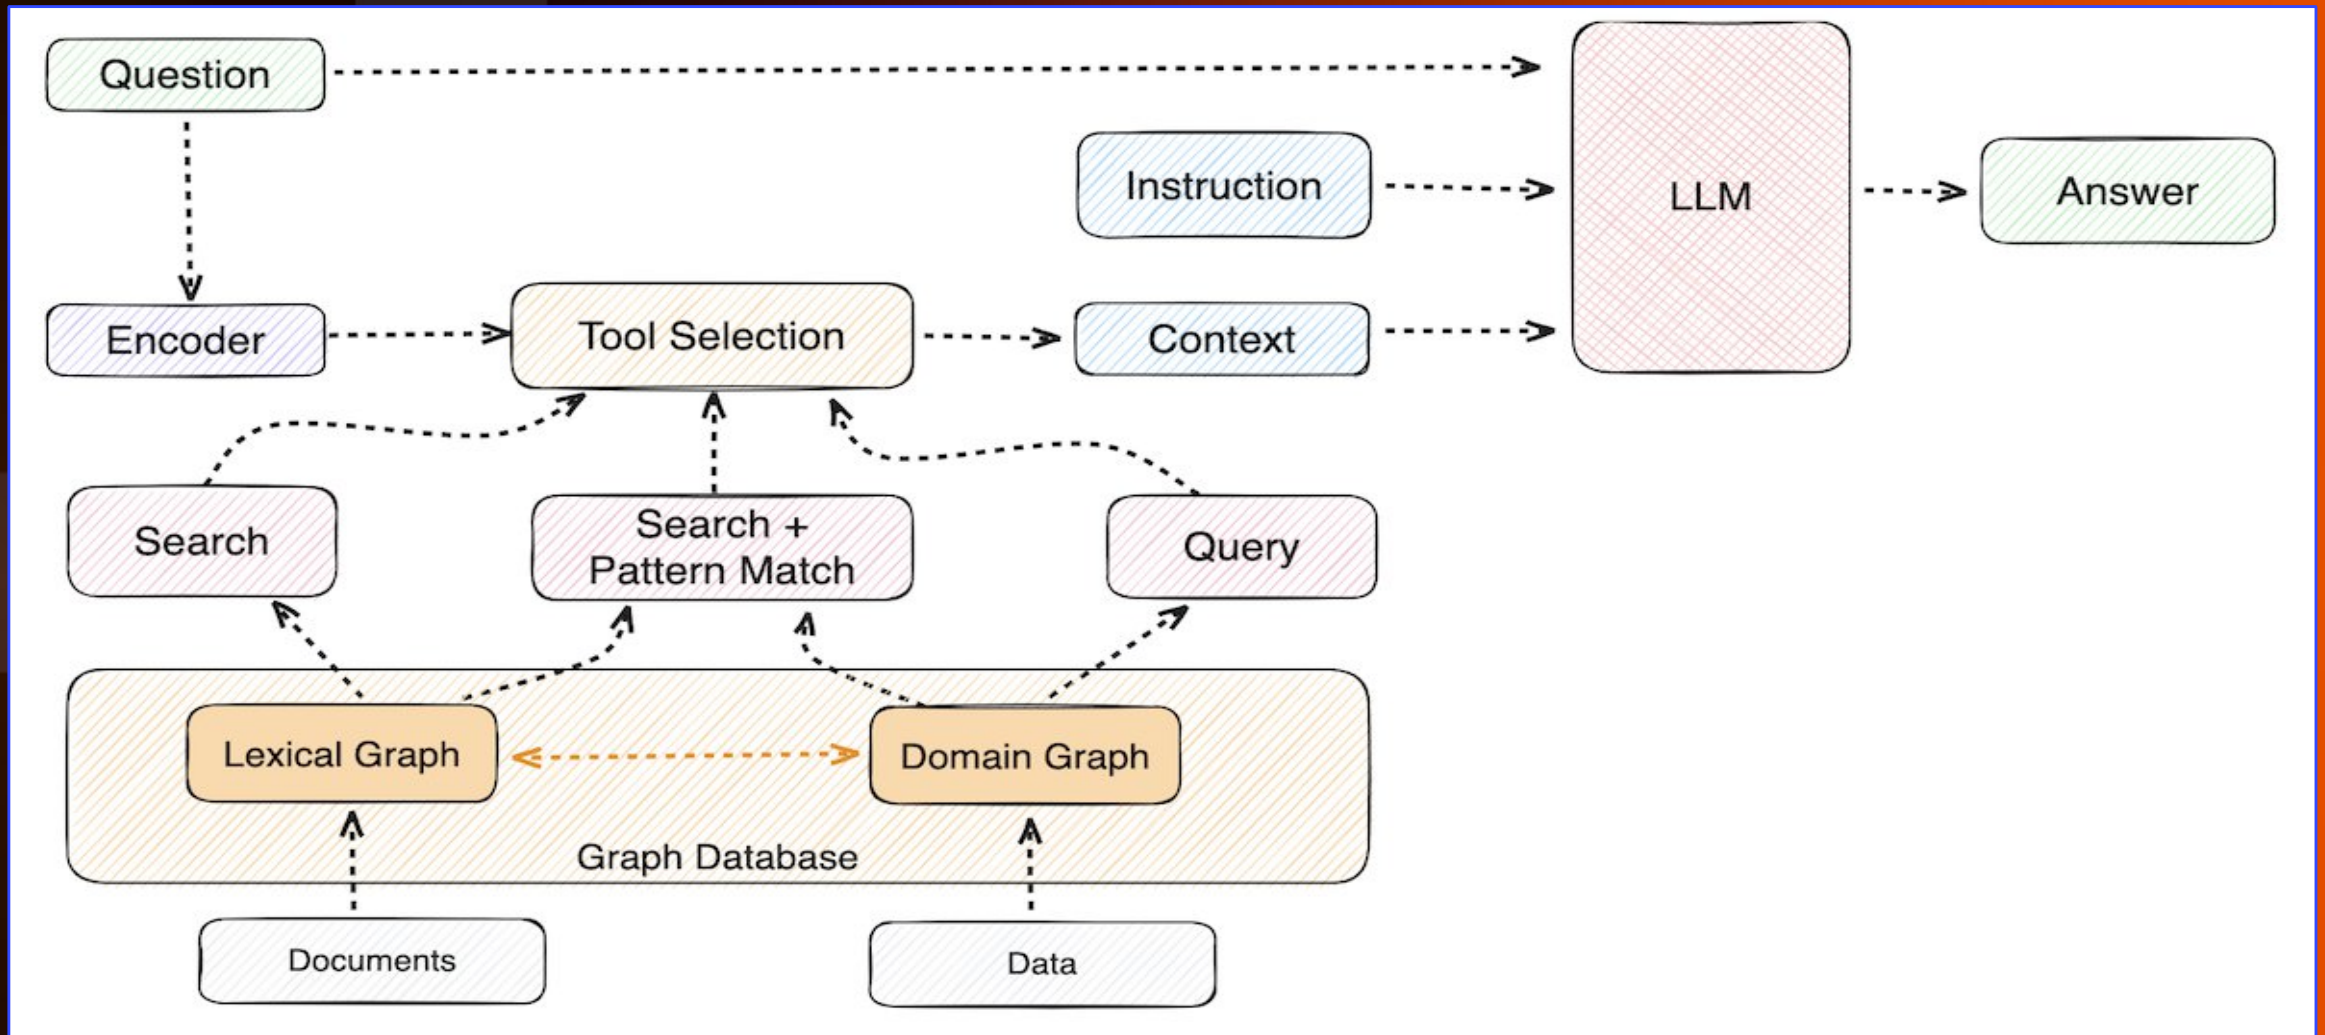 Question
Instruction
LLM
Answer
Encoder
Tool Selection
Context
Search
Search +
Pattern Match
Query
Lexical Graph
Domain Graph
Graph Database
Documents
Data